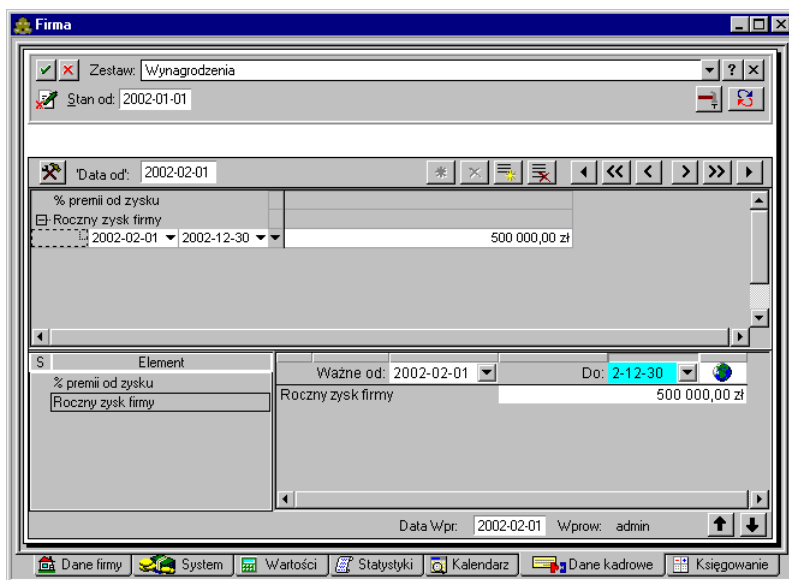 Firma
Zestaw: Wynagrodzenia
Stan od: 2002-01-01
'Data od': 2002-02-01
% premii od zysku
Roczny zysk firmy
2002-02-01 2002-12-30 500 000,00 zł
S Element
Ważne od: 2002-02-01 Do: 2-12-30
% premii od zysku
Roczny zysk firmy
Roczny zysk firmy 500 000,00 zł
Data Wpr: 2002-02-01 Wprow: admin
Dane firmy System Wartości Statystyki Kalendarz Dane kadrowe Księgowanie